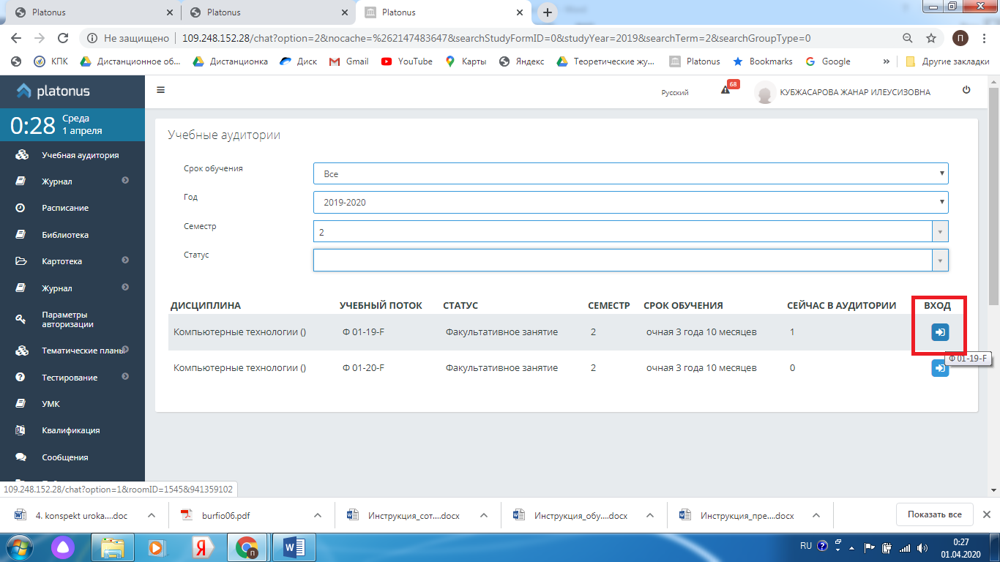 Platonus
Platonus
Platonus
Не защищено 109.248.152.28/chat?option=2&nocache=%262147483647&searchStudyFormID=0&studyYear=2019&searchTerm=2&searchGroupType=0
П
КПК Дистанционное об... Дистанционка Диск Gmail YouTube Карты Яндекс Теоретические жу... Platonus Bookmarks Google » Другие закладки
platonus
Русский 68 КУБЖАСАРОВА ЖАНАР ИЛЕУСИЗОВНА
0:28 Среда
1 апреля
Учебная аудитория
Журнал
Расписание
Библиотека
Картотека
Журнал
Параметры
авторизации
Тематические планы
Тестирование
УМК
Квалификация
Сообщения
Учебные аудитории
Срок обучения Все
Год 2019-2020
Семестр 2
Статус
ДИСЦИПЛИНА УЧЕБНЫЙ ПОТОК СТАТУС СЕМЕСТР СРОК ОБУЧЕНИЯ СЕЙЧАС В АУДИТОРИИ ВХОД
Компьютерные технологии () Ф 01-19-F Факультативное занятие 2 очная 3 года 10 месяцев 1
Ф 01-19-F
Компьютерные технологии () Ф 01-20-F Факультативное занятие 2 очная 3 года 10 месяцев 0
109.248.152.28/chat?option=1&roomID=1545&941359102
4. konspekt uroka....doc burfio06.pdf Инструкция_сот....docx Инструкция_обу....docx Инструкция_пре....docx Показать все
RU 0:27
01.04.2020